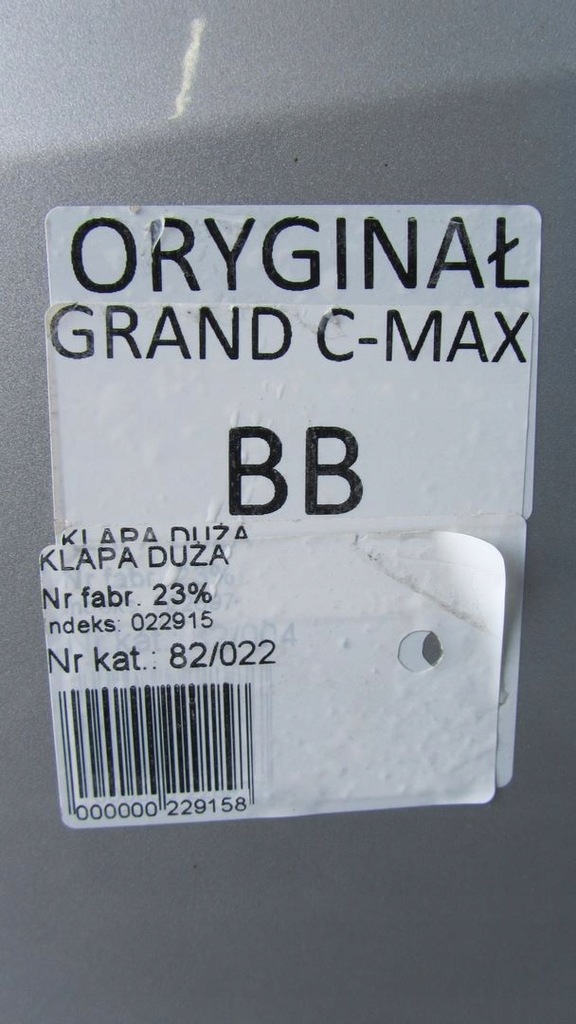 ORYGINAŁ
GRAND C-MAX
BB
KLAPA DUŻA
KLAPA DUŻA
Nr fabr. 23%
ndeks: 022915
Nr kat.: 82/022
000000 229158